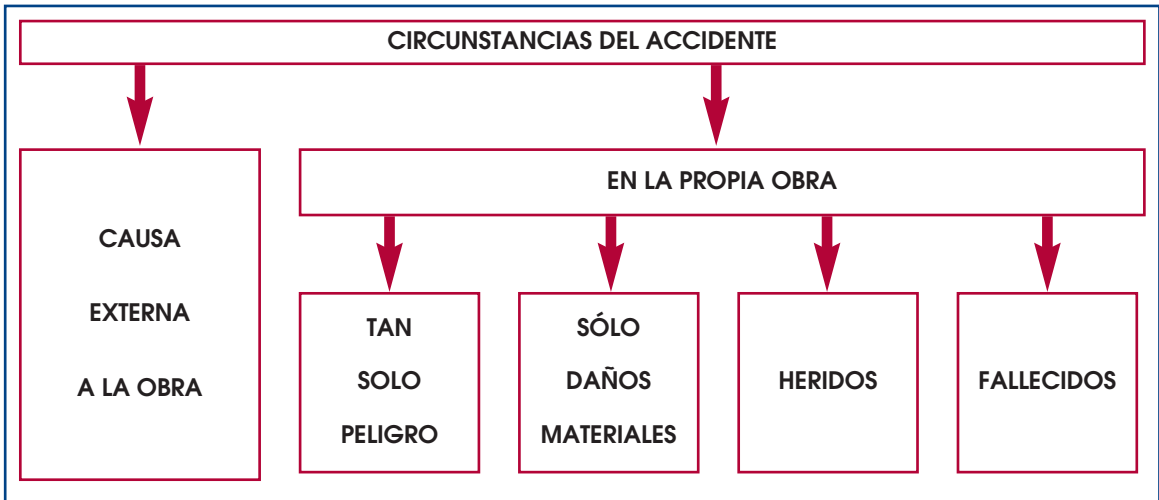 CIRCUNSTANCIAS DEL ACCIDENTE
CAUSA
EXTERNA
A LA OBRA
EN LA PROPIA OBRA
TAN
SOLO
PELIGRO
SÓLO
DAÑOS
MATERIALES
HERIDOS
FALLECIDOS